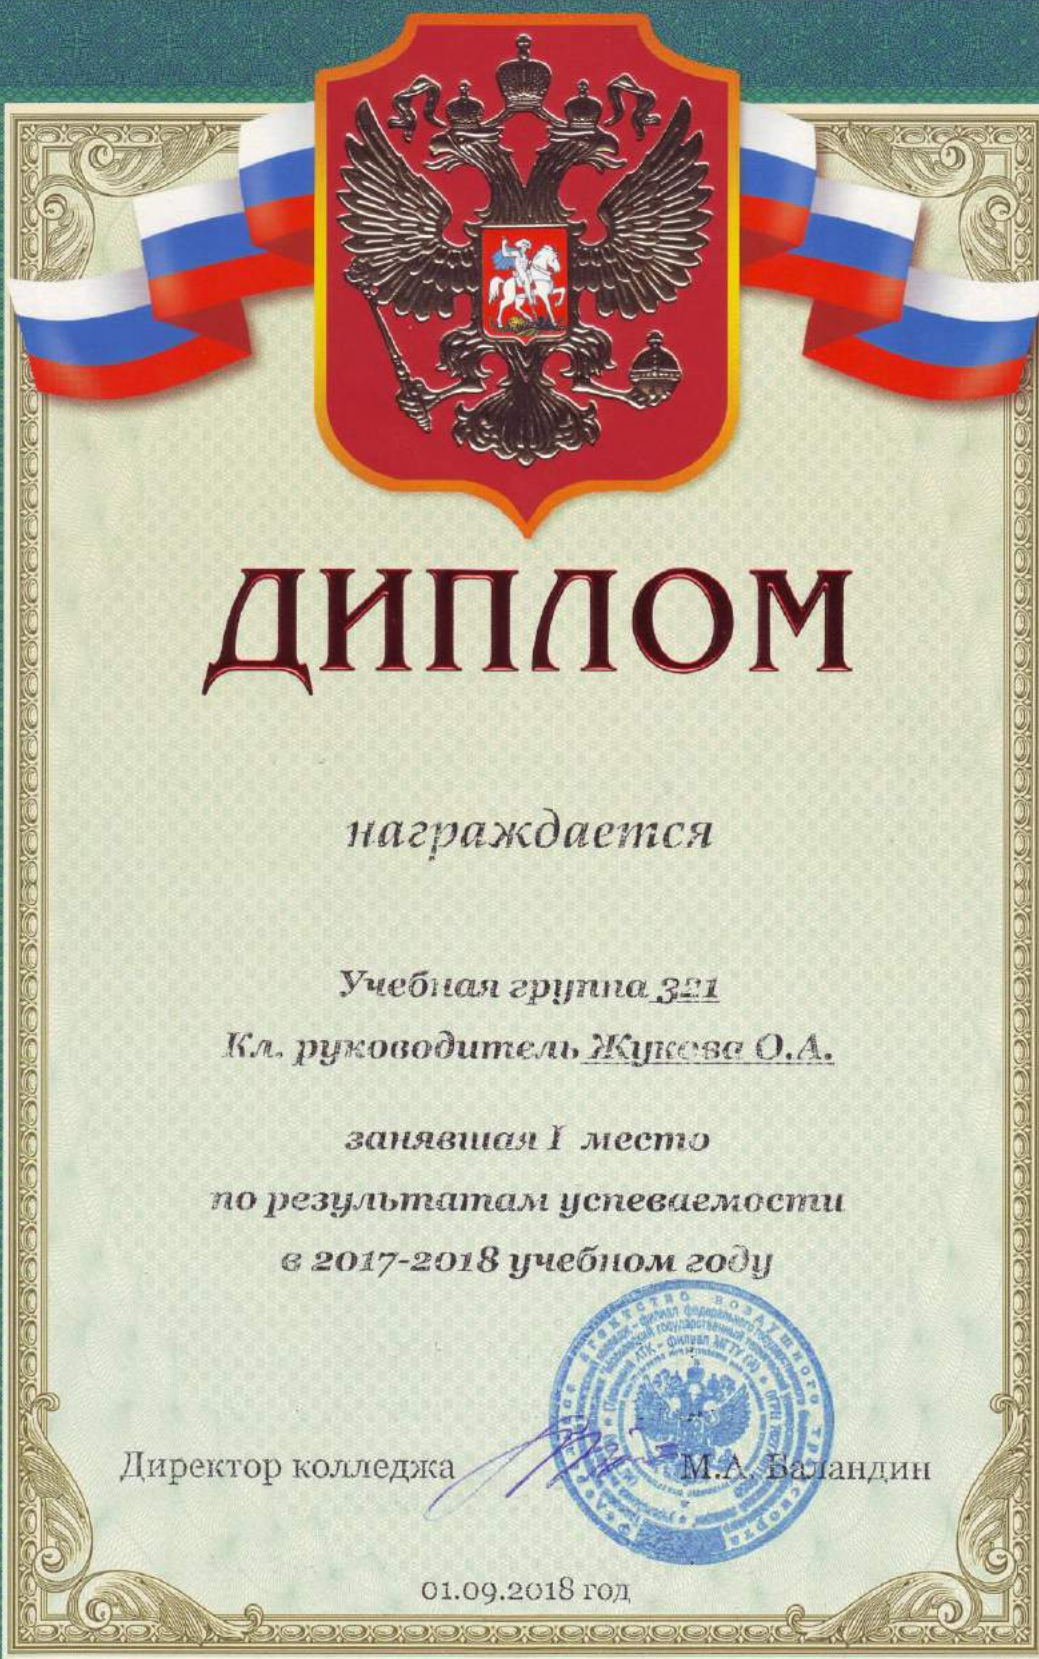 ДИПЛОМ
награждается
Учебная группа 321
Кл. руководитель Жукова О.А.
занявшая I место
по результатам успеваемости
в 2017-2018 учебном году
Директор колледжа
М.А. Баландин
01.09.2018 год